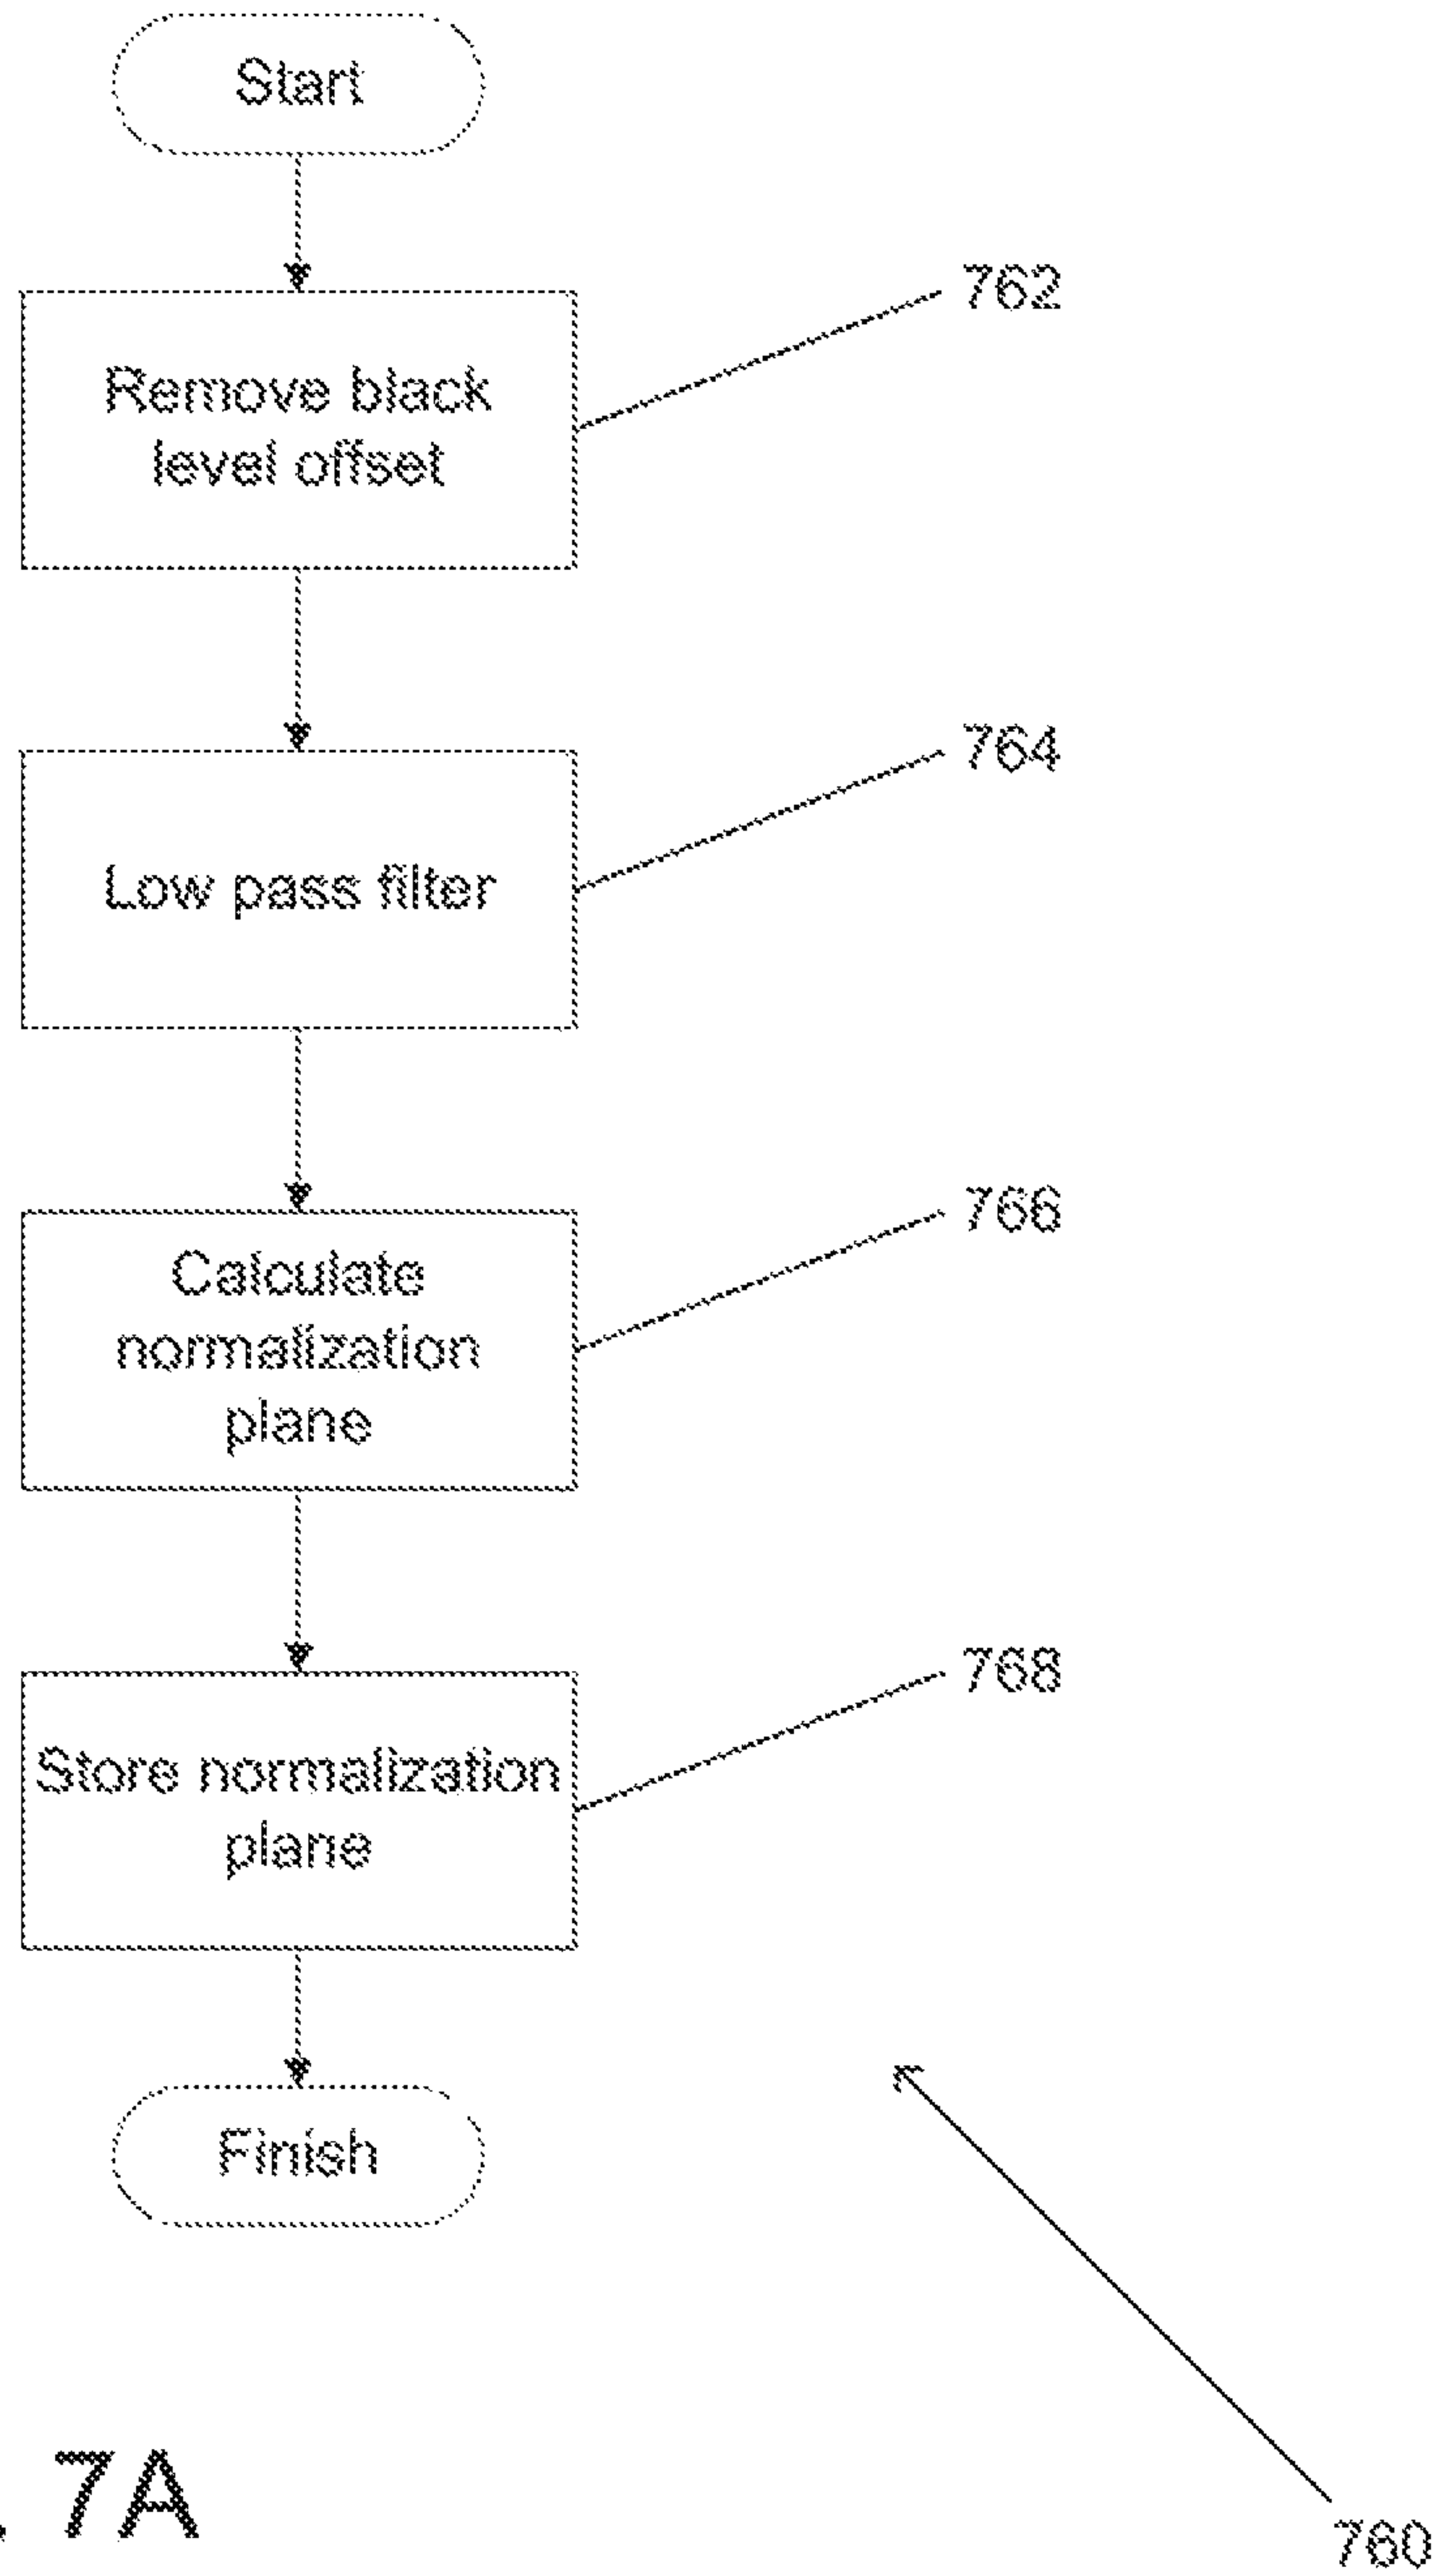 Start
762
Remove black
level offset
764
Low pass filter
766
Calculate
normalization
plane
768
Store normalization
plane
Finish
7A
760